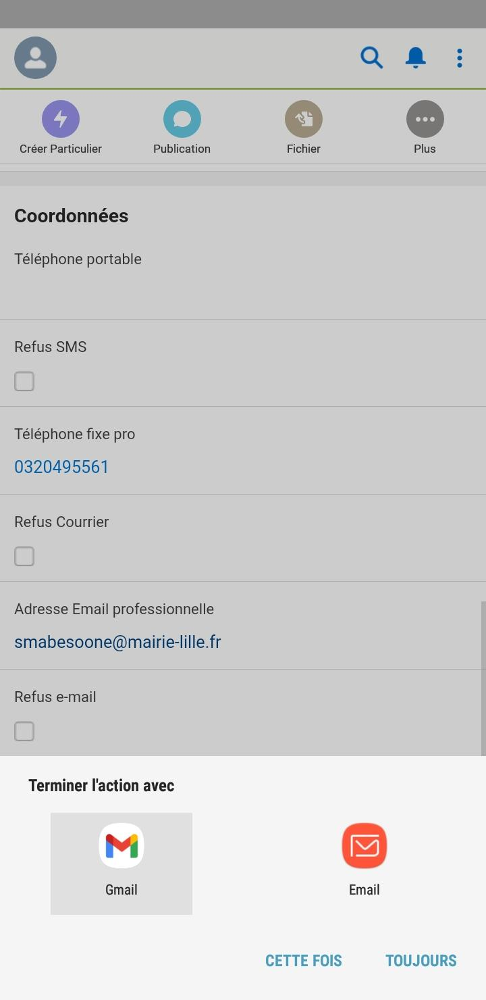 Créer Particulier
Publication
Fichier
Plus
Coordonnées
Téléphone portable
Refus SMS
Téléphone fixe pro
0320495561
Refus Courrier
Adresse Email professionnelle
smabesoone@mairie-lille.fr
Refus e-mail
Terminer l'action avec
Gmail
Email
CETTE FOIS
TOUJOURS